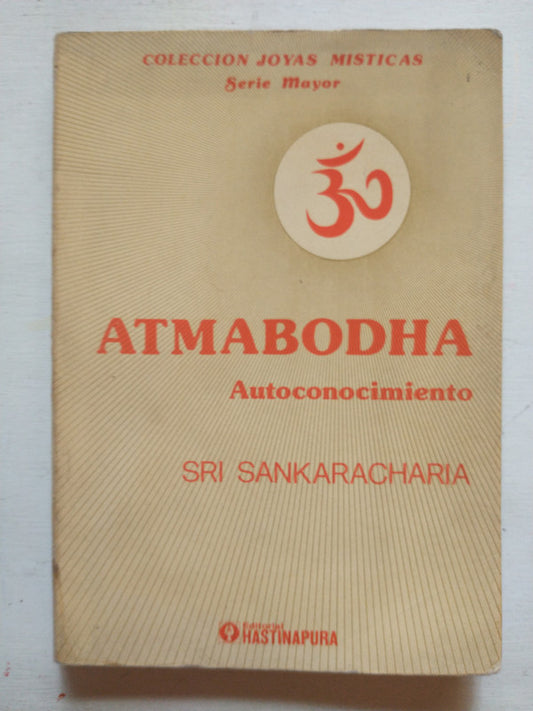 COLECCION JOYAS MISTICAS
Serie Mayor
ॐ
ATMABODHA
Autoconocimiento
SRI SANKARACHARIA
Editorial
HASTINAPURA